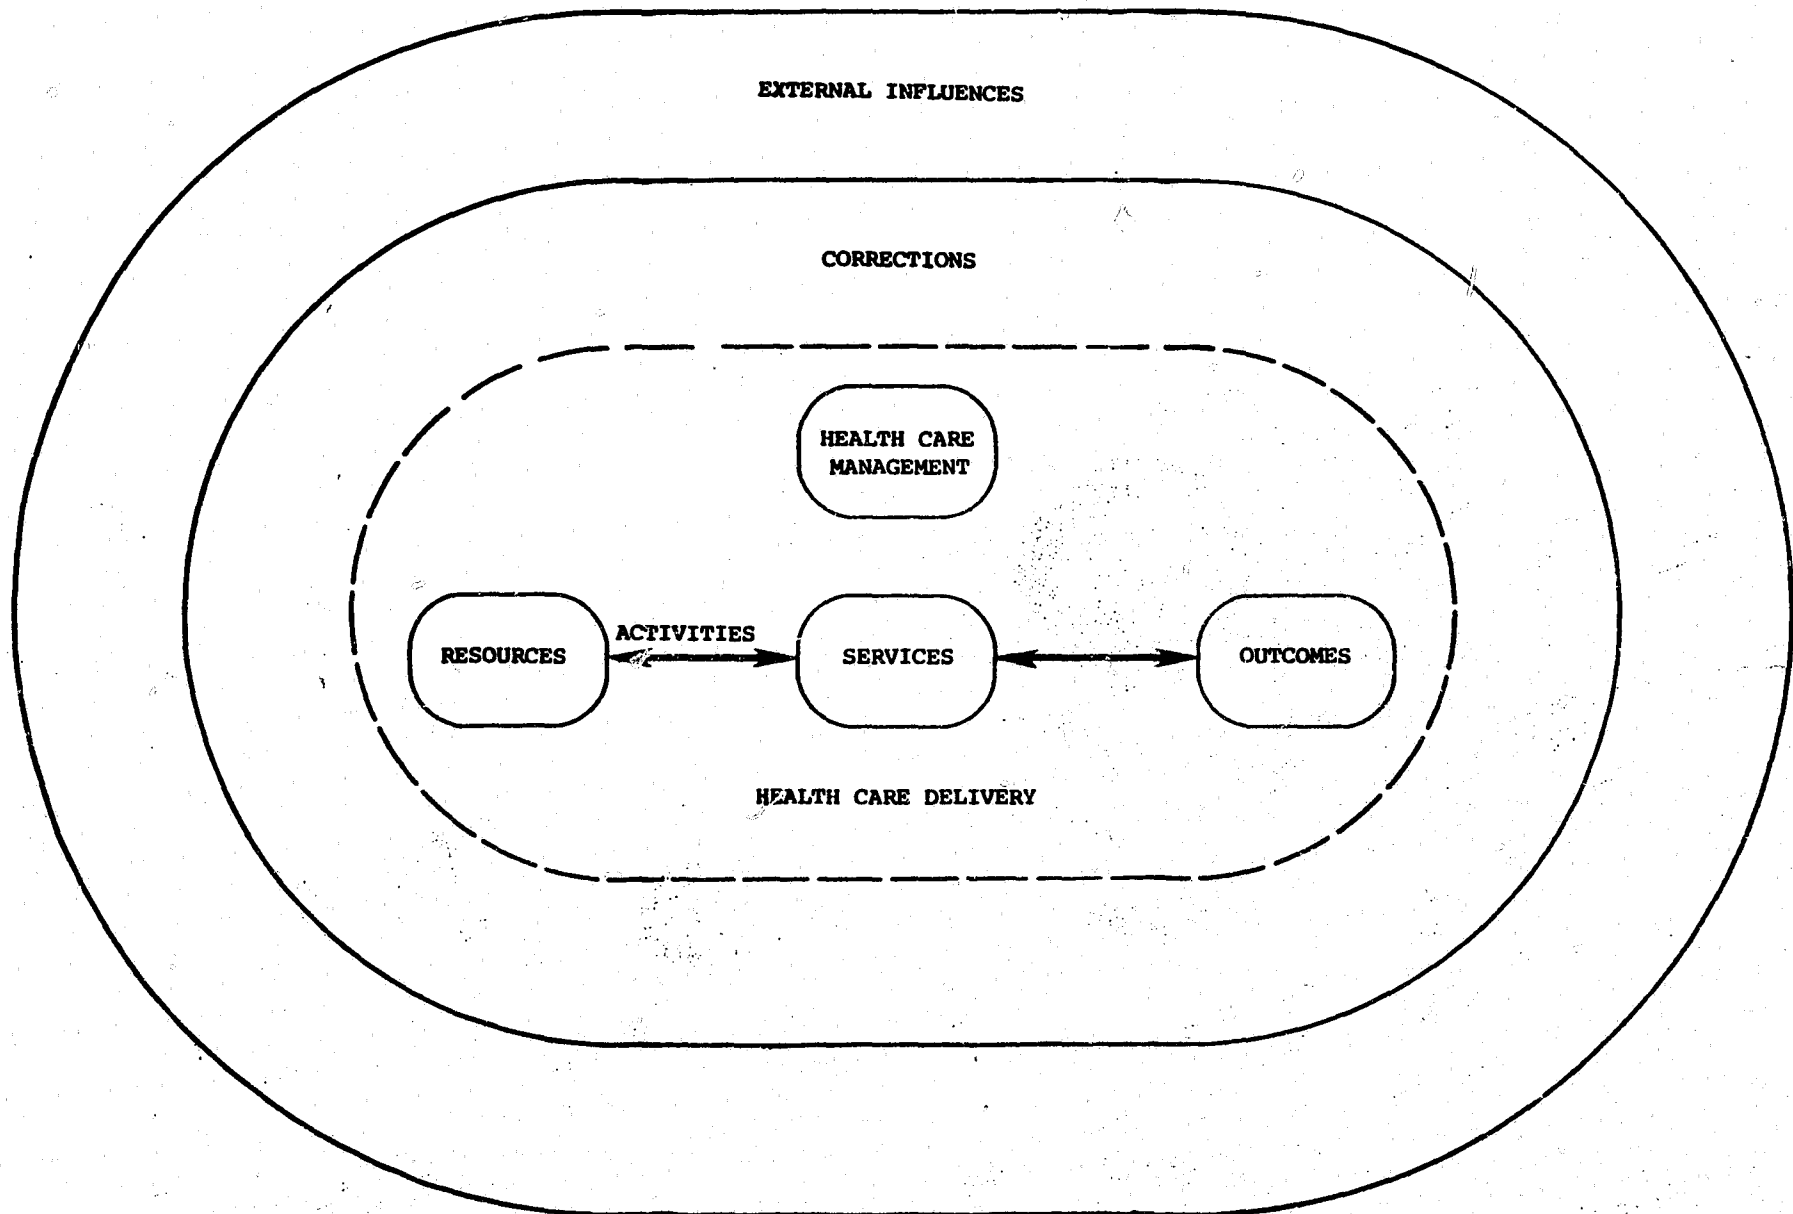 EXTERNAL INFLUENCES
CORRECTIONS
HEALTH CARE
MANAGEMENT
ACTIVITIES
RESOURCES
SERVICES
OUTCOMES
HEALTH CARE DELIVERY